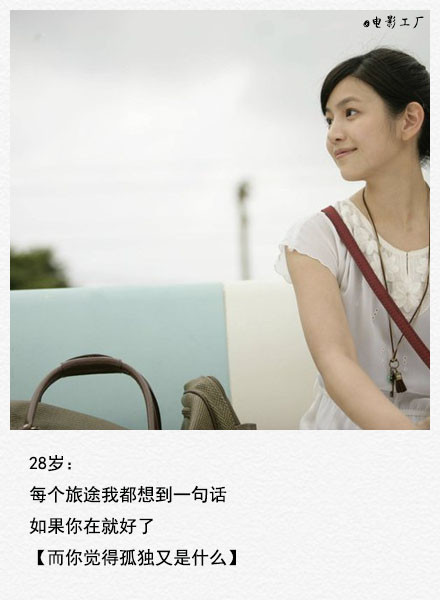 @电影工厂
28岁：
每个旅途我都想到一句话
如果你在就好了
【而你觉得孤独又是什么】